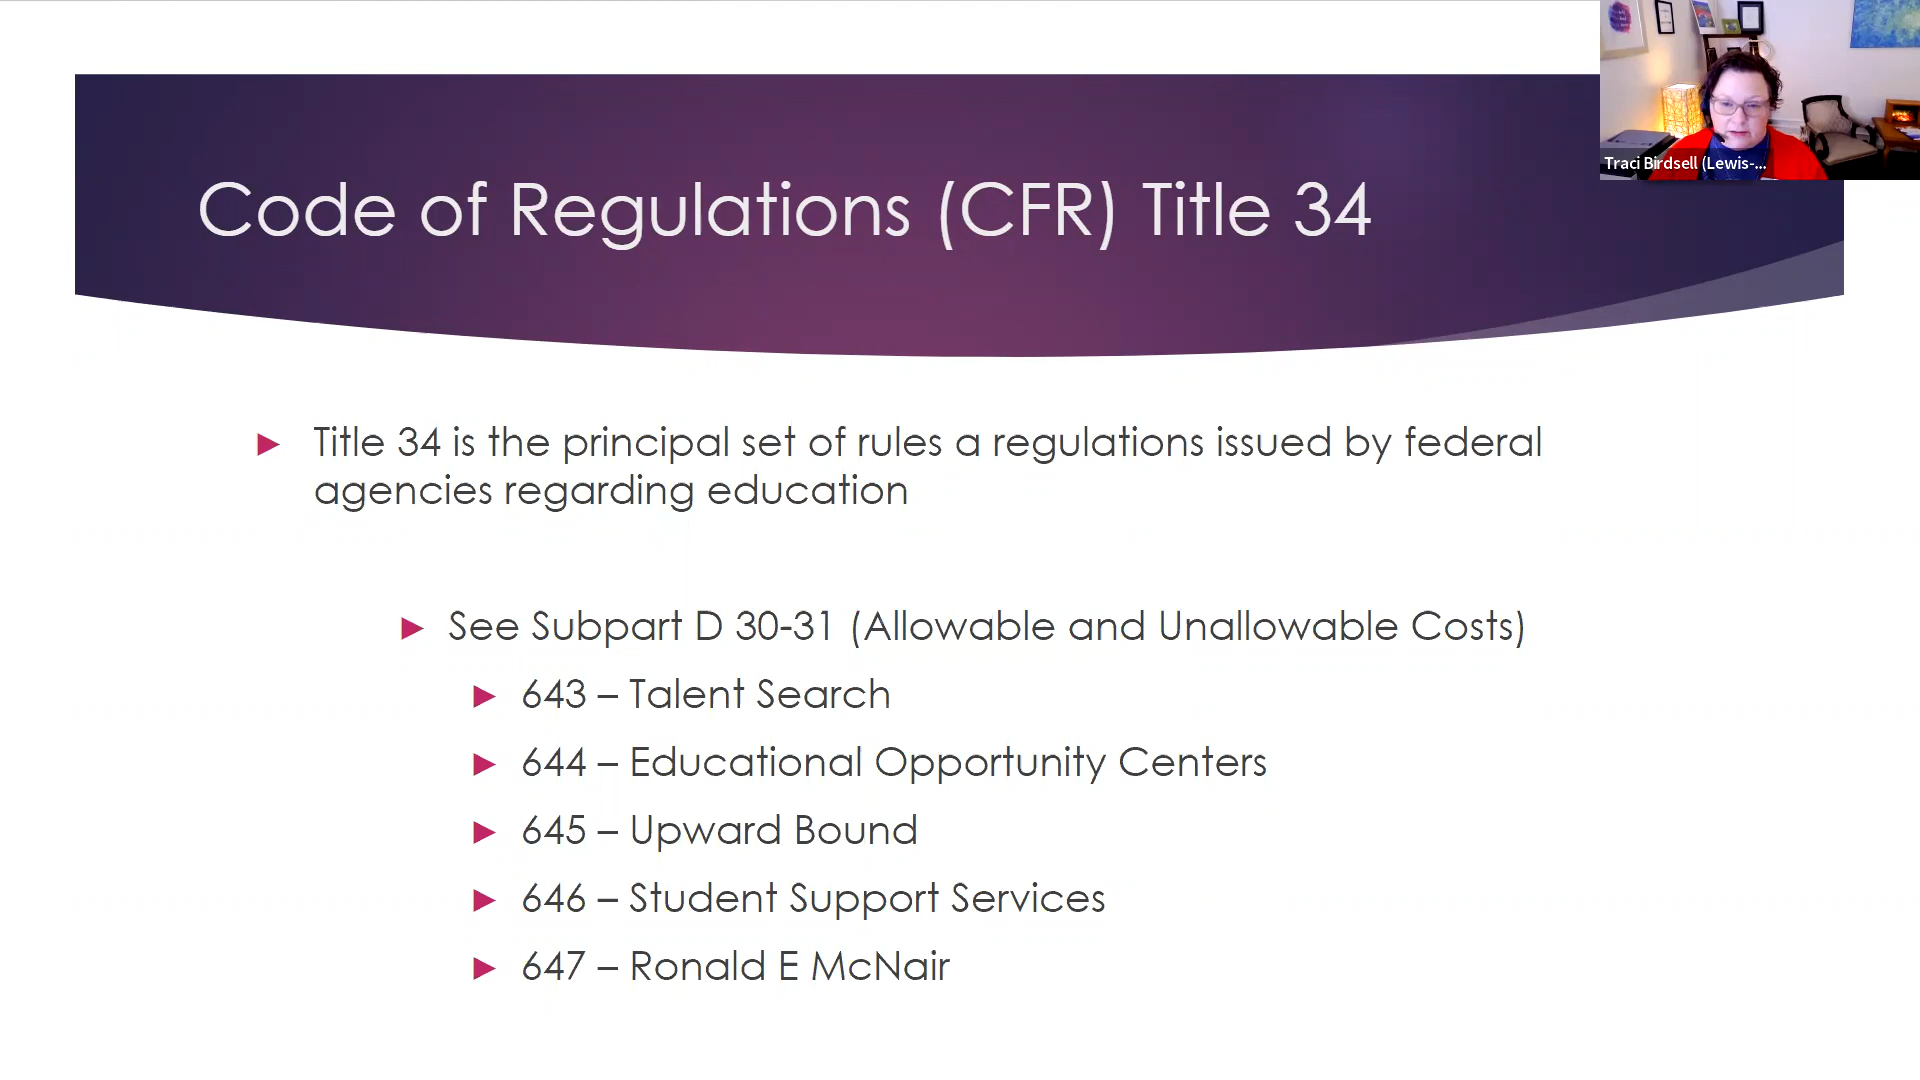 Code of Regulations (CFR) Title 34
Traci Birdsell (Lewis-...
► Title 34 is the principal set of rules a regulations issued by federal
agencies regarding education
► See Subpart D 30-31 (Allowable and Unallowable Costs)
► 643 – Talent Search
► 644 – Educational Opportunity Centers
► 645 – Upward Bound
► 646 – Student Support Services
► 647 – Ronald E McNair